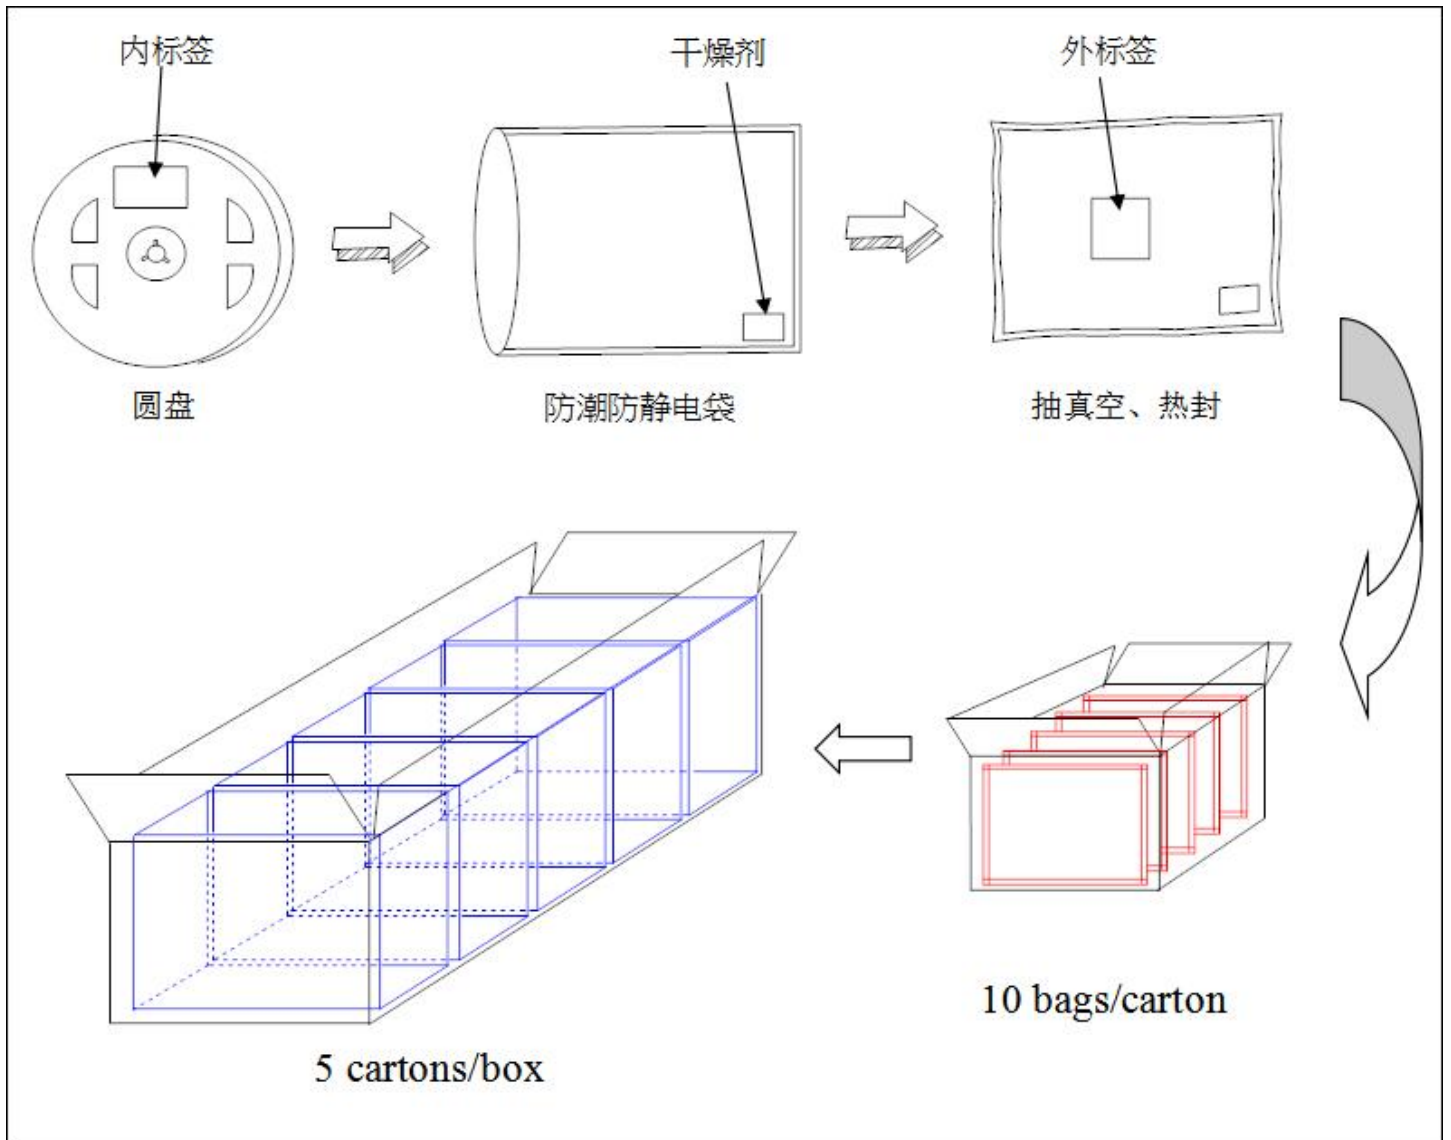 内标签
干燥剂
外标签
圆盘
防潮防静电袋
抽真空、热封
10 bags/carton
5 cartons/box